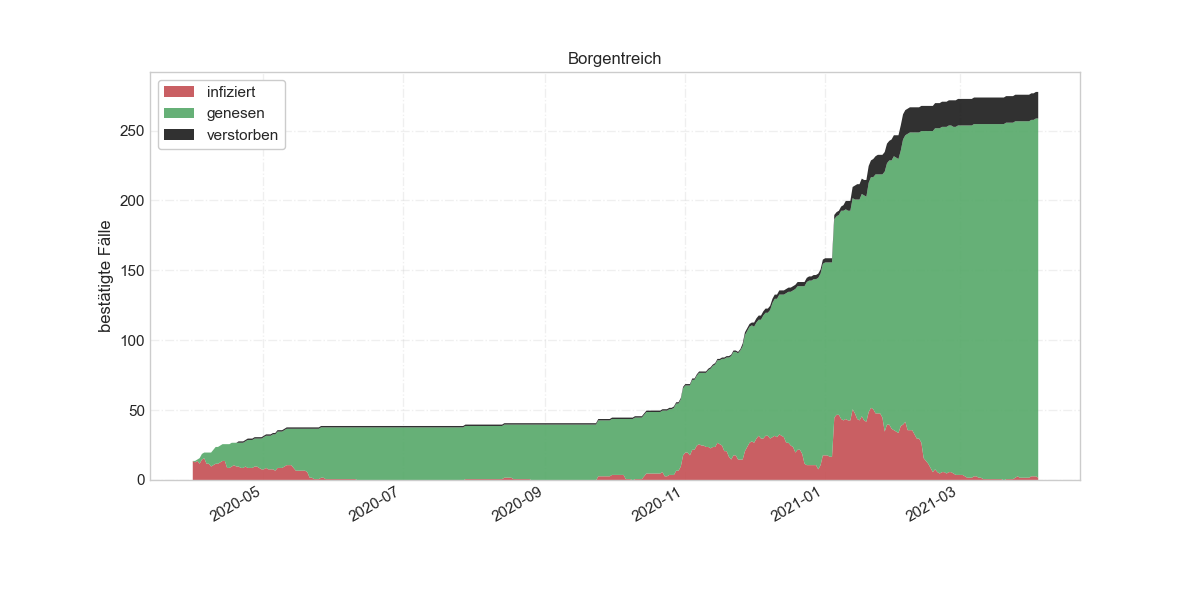 Borgentreich
infiziert
genesen
verstorben
bestätigte Fälle
250
200
150
100
50
0
2020-05
2020-07
2020-09
2020-11
2021-01
2021-03